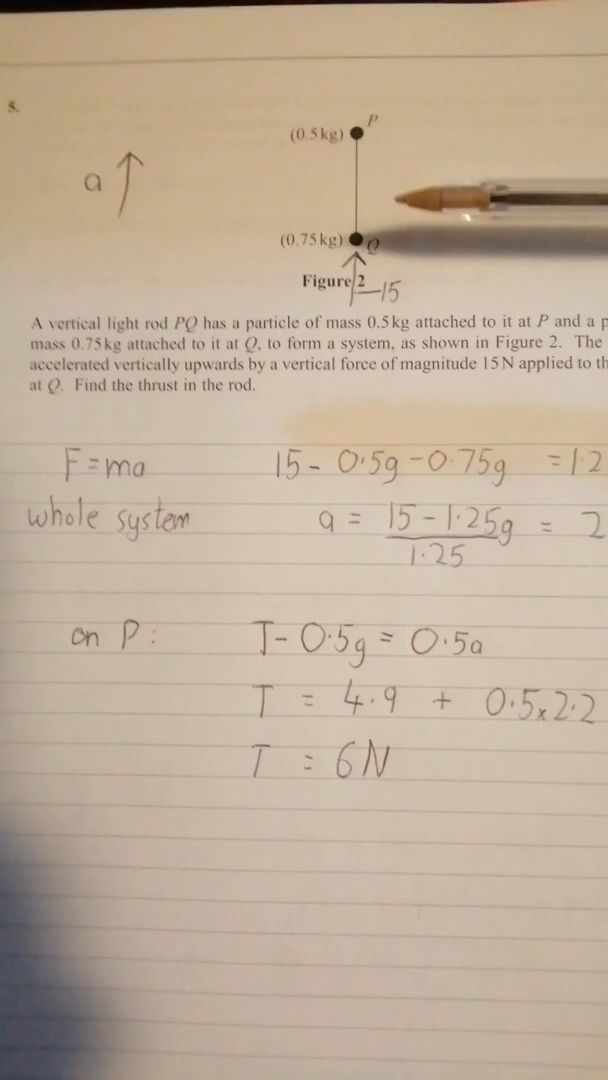 5.
P
(0.5 kg)
a
(0.75 kg)
Q
Figure 2
15
A vertical light rod PQ has a particle of mass 0.5 kg attached to it at P and a p
mass 0.75 kg attached to it at Q, to form a system, as shown in Figure 2. The
accelerated vertically upwards by a vertical force of magnitude 15 N applied to th
at Q. Find the thrust in the rod.
F=ma 15 - 0.5g - 0.75g = 1.2
whole system a = 15 - 1.25g = 2
1.25
on P: T - 0.5g = 0.5a
T = 4.9 + 0.5 x 2.2
T = 6N